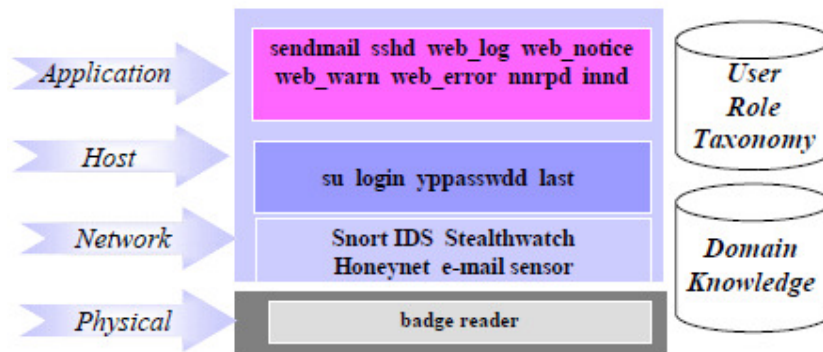 Application
sendmail sshd web_log web_notice
web_warn web_error nnrpd innd
Host
su login yppasswdd last
Network
Snort IDS Stealthwatch
Honeynet e-mail sensor
Physical
badge reader
User
Role
Taxonomy
Domain
Knowledge